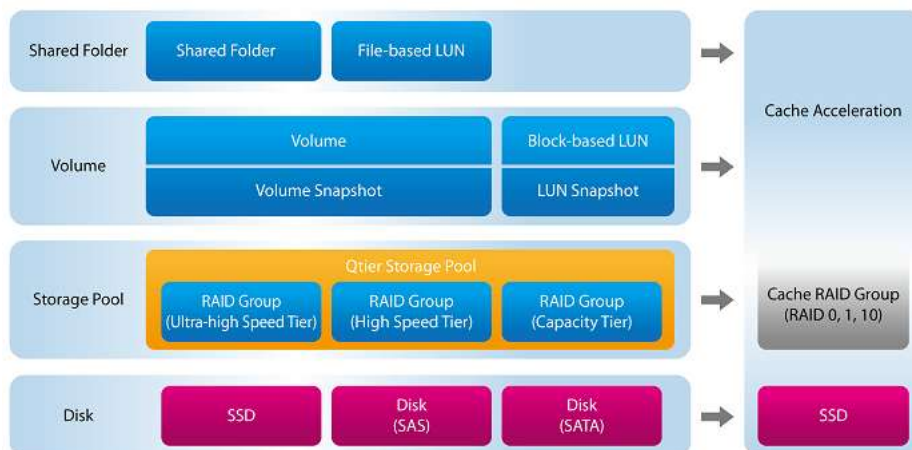 Shared Folder
Shared Folder
File-based LUN
Cache Acceleration
Volume
Volume
Block-based LUN
Volume Snapshot
LUN Snapshot
Qtier Storage Pool
Storage Pool
RAID Group
(Ultra-high Speed Tier)
RAID Group
(High Speed Tier)
RAID Group
(Capacity Tier)
Cache RAID Group
(RAID 0, 1, 10)
Disk
SSD
Disk
(SAS)
Disk
(SATA)
SSD